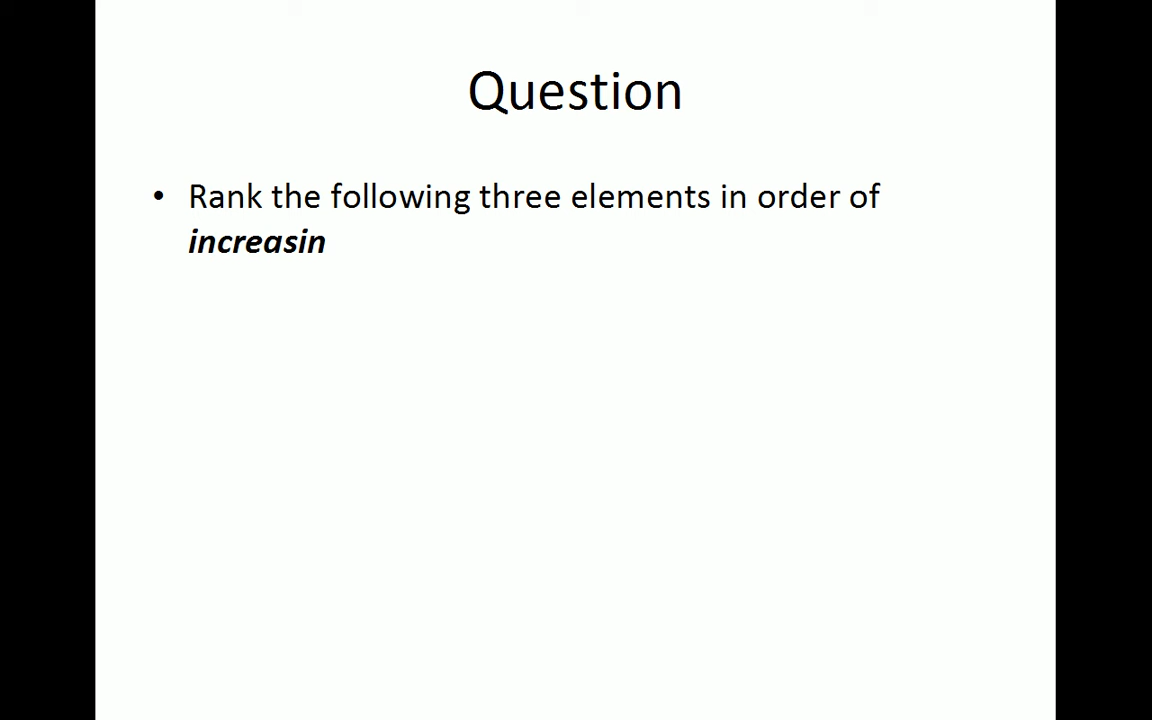 Question
• Rank the following three elements in order of
increasin